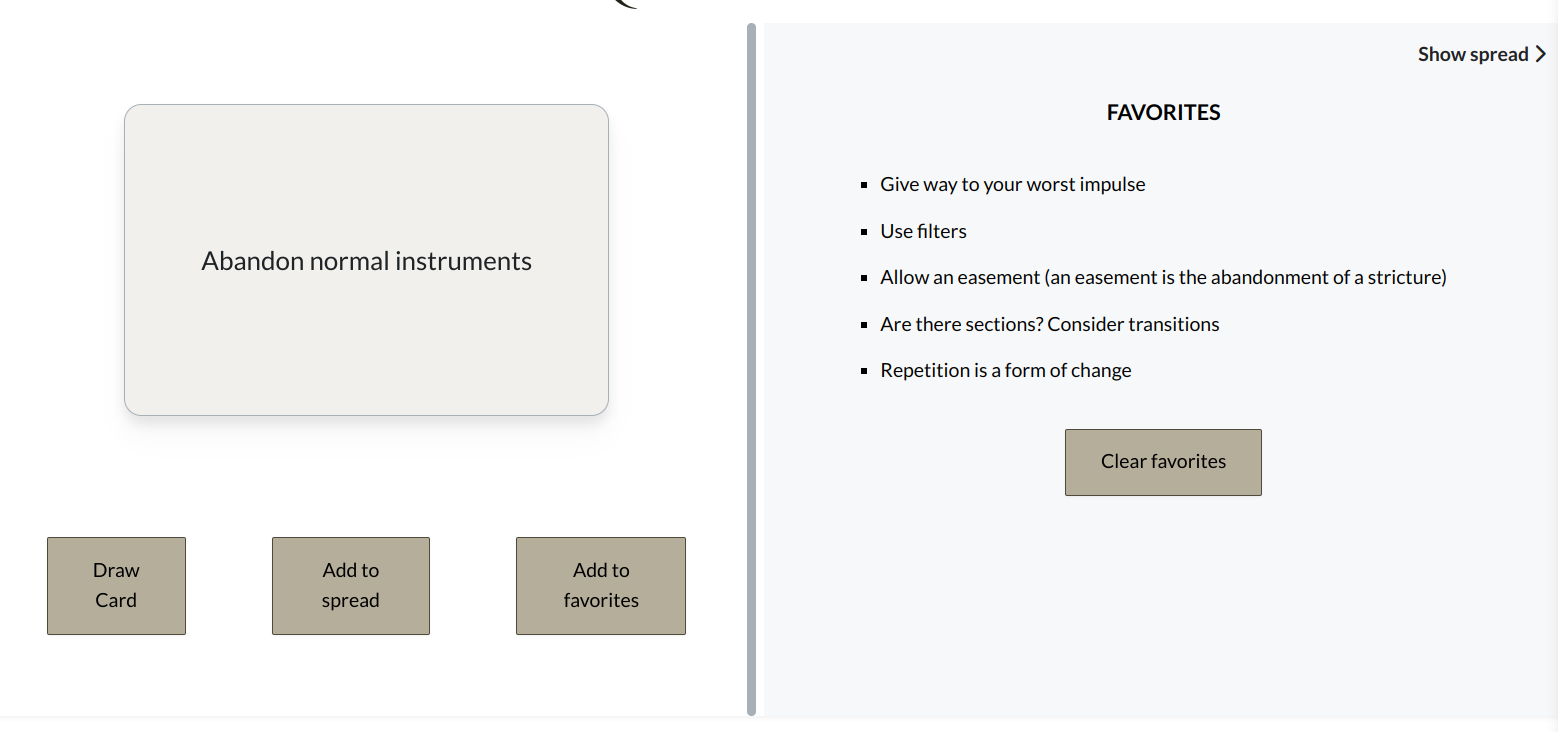 Abandon normal instruments
Draw
Card
Add to
spread
Add to
favorites
Show spread
FAVORITES
Give way to your worst impulse
Use filters
Allow an easement (an easement is the abandonment of a stricture)
Are there sections? Consider transitions
Repetition is a form of change
Clear favorites